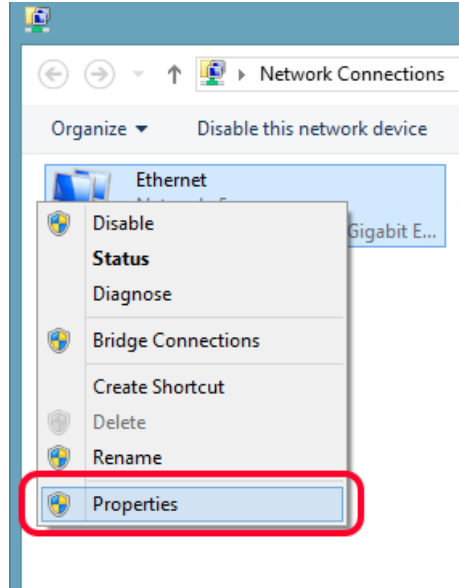 Network Connections
Organize Disable this network device
Ethernet
Gigabit E...
Disable
Status
Diagnose
Bridge Connections
Create Shortcut
Delete
Rename
Properties